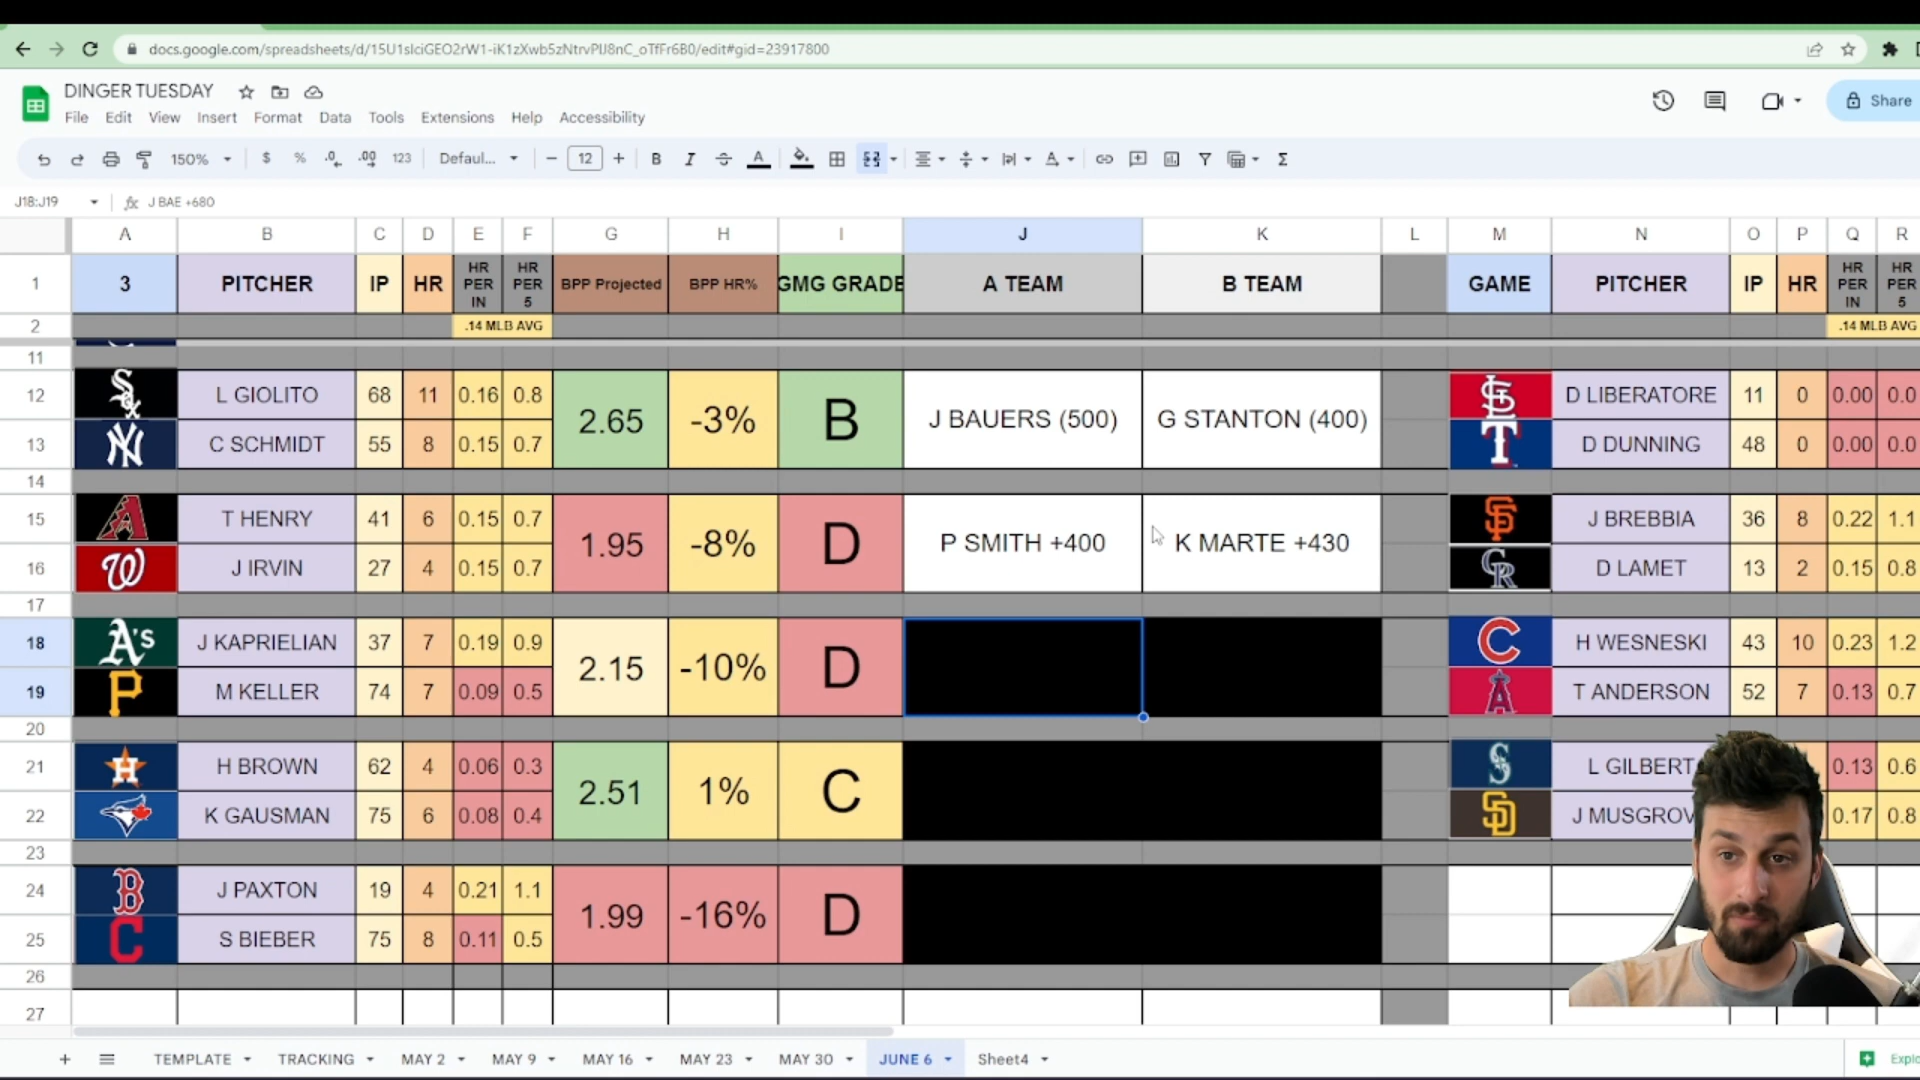 docs.google.com/spreadsheets/d/15U1slciGEO2rW1-iK1zXwb5zNtrvPIJ8nC_oTfFr6B0/edit#gid=23917800
DINGER TUESDAY
File Edit View Insert Format Data Tools Extensions Help Accessibility
Share
150% $ % .0 .00 123 Defaul... − 12 + B I S A
J18:J19 fx J BAE +680
A B C D E F G H I J K L M N O P Q R
1 3 PITCHER IP HR HR PER IN HR PER 5 BPP Projected BPP HR% GMG GRADE A TEAM B TEAM GAME PITCHER IP HR HR PER IN HR PER 5
2 .14 MLB AVG .14 MLB AVG
11
12 L GIOLITO 68 11 0.16 0.8 2.65 -3% B J BAUERS (500) G STANTON (400) D LIBERATORE 11 0 0.00 0.0
13 C SCHMIDT 55 8 0.15 0.7 D DUNNING 48 0 0.00 0.0
14
15 T HENRY 41 6 0.15 0.7 1.95 -8% D P SMITH +400 K MARTE +430 J BREBBIA 36 8 0.22 1.1
16 W J IRVIN 27 4 0.15 0.7 D LAMET 13 2 0.15 0.8
17
18 A's J KAPRIELIAN 37 7 0.19 0.9 2.15 -10% D H WESNESKI 43 10 0.23 1.2
19 P M KELLER 74 7 0.09 0.5 T ANDERSON 52 7 0.13 0.7
20
21 H H BROWN 62 4 0.06 0.3 2.51 1% C L GILBERT 0.13 0.6
22 K GAUSMAN 75 6 0.08 0.4 J MUSGROV 0.17 0.8
23
24 B J PAXTON 19 4 0.21 1.1 1.99 -16% D
25 C S BIEBER 75 8 0.11 0.5
26
27
+ TEMPLATE TRACKING MAY 2 MAY 9 MAY 16 MAY 23 MAY 30 JUNE 6 Sheet4 Explo